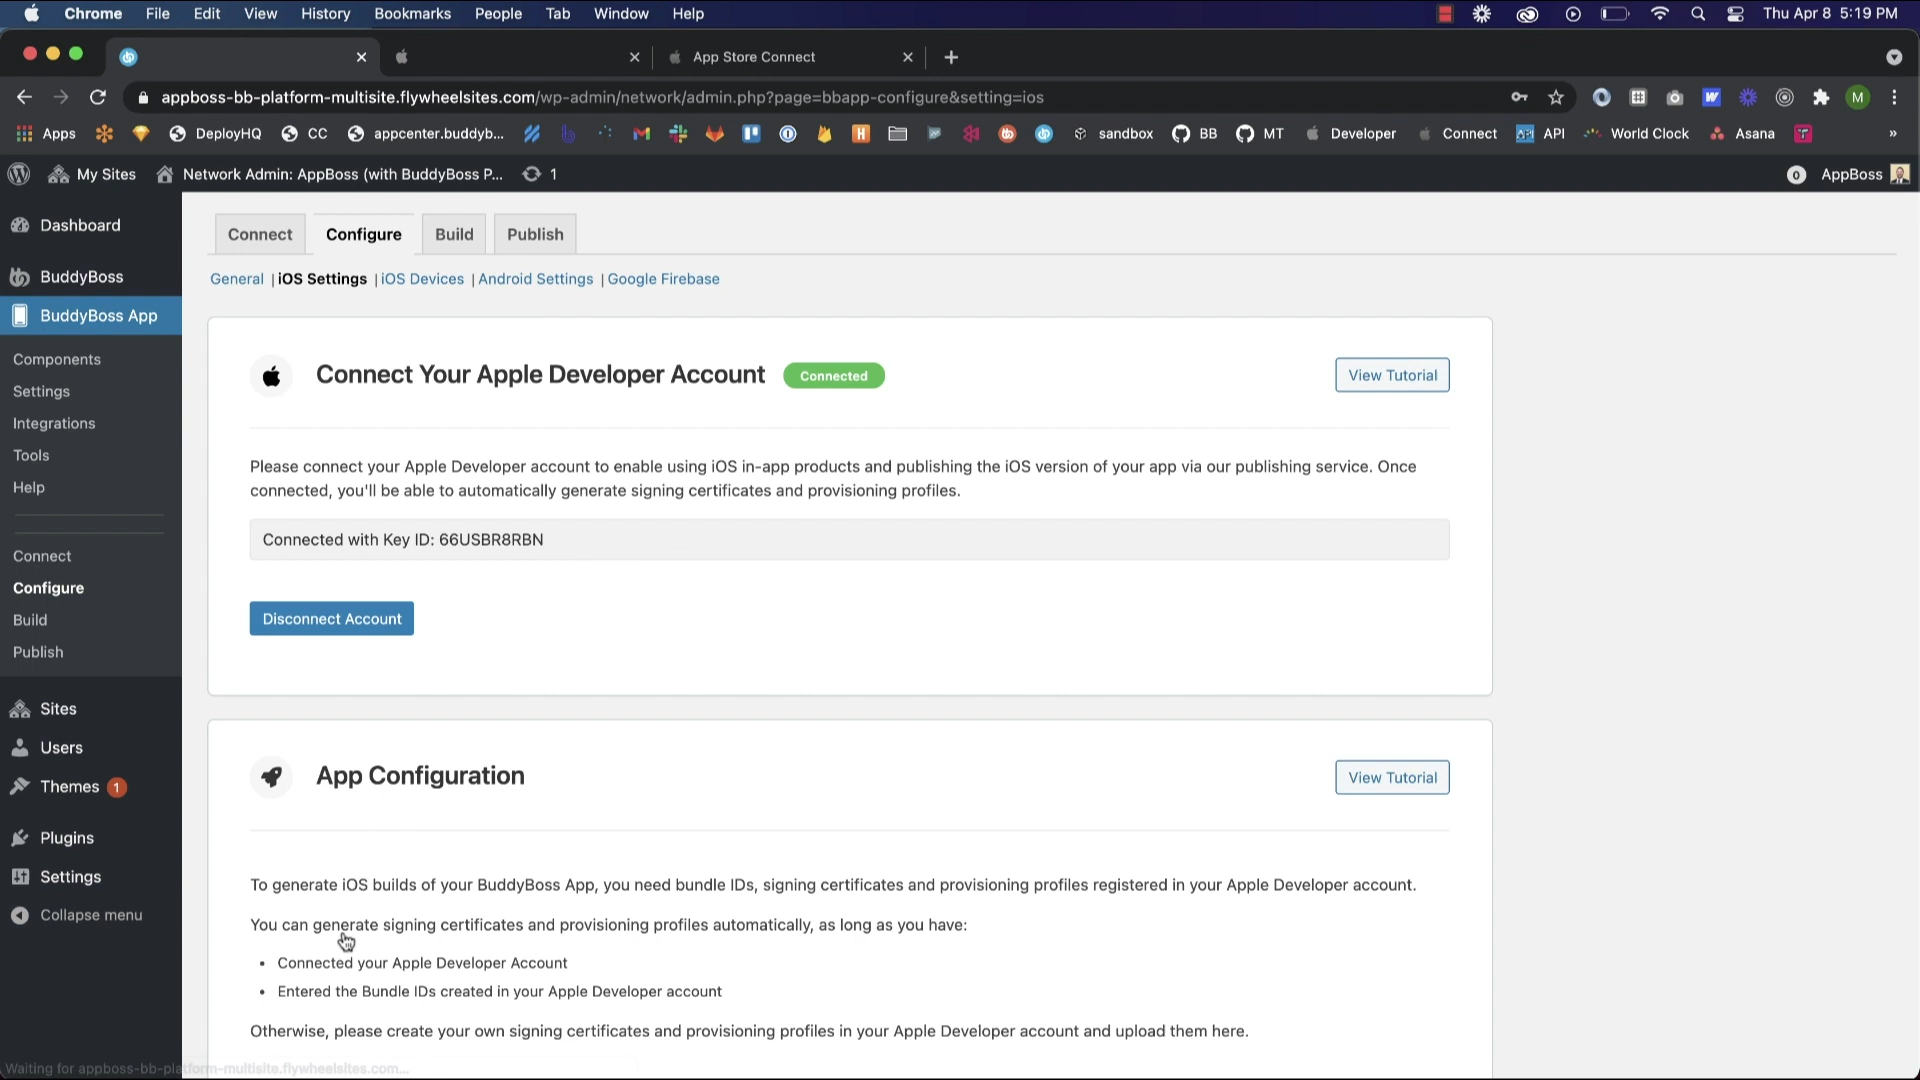 Chrome File Edit View History Bookmarks People Tab Window Help Thu Apr 8 5:19 PM
App Store Connect
appboss-bb-platform-multisite.flywheelsites.com/wp-admin/network/admin.php?page=bbapp-configure&setting=ios M
Apps DeployHQ CC appcenter.buddyb... sandbox BB MT Developer Connect API World Clock Asana »
My Sites Network Admin: AppBoss (with BuddyBoss P... 1 0 AppBoss
Dashboard
BuddyBoss
BuddyBoss App
Components
Settings
Integrations
Tools
Help
Connect
Configure
Build
Publish
Sites
Users
Themes 1
Plugins
Settings
Collapse menu
Connect Configure Build Publish
General | iOS Settings | iOS Devices | Android Settings | Google Firebase
Connect Your Apple Developer Account Connected View Tutorial
Please connect your Apple Developer account to enable using iOS in-app products and publishing the iOS version of your app via our publishing service. Once
connected, you'll be able to automatically generate signing certificates and provisioning profiles.
Connected with Key ID: 66USBR8RBN
Disconnect Account
App Configuration View Tutorial
To generate iOS builds of your BuddyBoss App, you need bundle IDs, signing certificates and provisioning profiles registered in your Apple Developer account.
You can generate signing certificates and provisioning profiles automatically, as long as you have:
• Connected your Apple Developer Account
• Entered the Bundle IDs created in your Apple Developer account
Otherwise, please create your own signing certificates and provisioning profiles in your Apple Developer account and upload them here.
Waiting for appboss-bb-platform-multisite.flywheelsites.com...